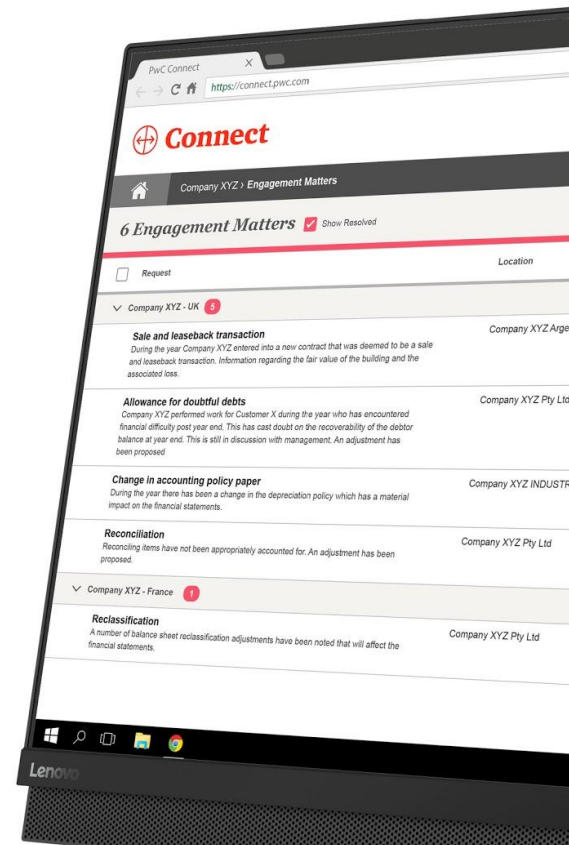 PwC Connect
https://connect.pwc.com
Connect
Company XYZ › Engagement Matters
6 Engagement Matters Show Resolved
Request Location
Company XYZ - UK 5
Sale and leaseback transaction Company XYZ Arge
During the year Company XYZ entered into a new contract that was deemed to be a sale
and leaseback transaction. Information regarding the fair value of the building and the
associated loss.
Allowance for doubtful debts Company XYZ Pty Ltd
Company XYZ performed work for Customer X during the year who has encountered
financial difficulty post year end. This has cast doubt on the recoverability of the debtor
balance at year end. This is still in discussion with management. An adjustment has
been proposed
Change in accounting policy paper Company XYZ INDUSTR
During the year there has been a change in the depreciation policy which has a material
impact on the financial statements.
Reconciliation Company XYZ Pty Ltd
Reconciling items have not been appropriately accounted for. An adjustment has been
proposed.
Company XYZ - France 1
Reclassification Company XYZ Pty Ltd
A number of balance sheet reclassification adjustments have been noted that will affect the
financial statements.
Lenovo